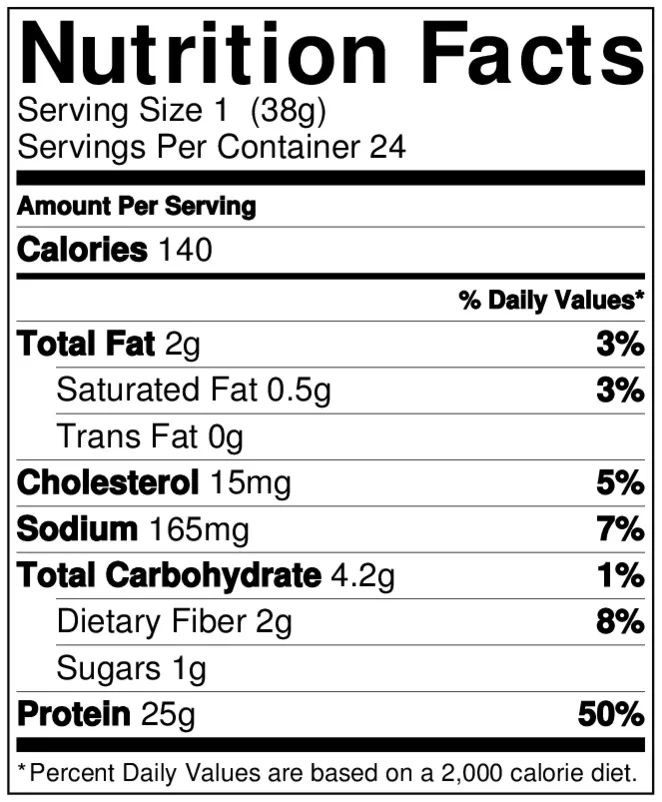 Nutrition Facts
Serving Size 1 (38g)
Servings Per Container 24
Amount Per Serving
Calories 140
% Daily Values*
Total Fat 2g 3%
Saturated Fat 0.5g 3%
Trans Fat 0g
Cholesterol 15mg 5%
Sodium 165mg 7%
Total Carbohydrate 4.2g 1%
Dietary Fiber 2g 8%
Sugars 1g
Protein 25g 50%
*Percent Daily Values are based on a 2,000 calorie diet.